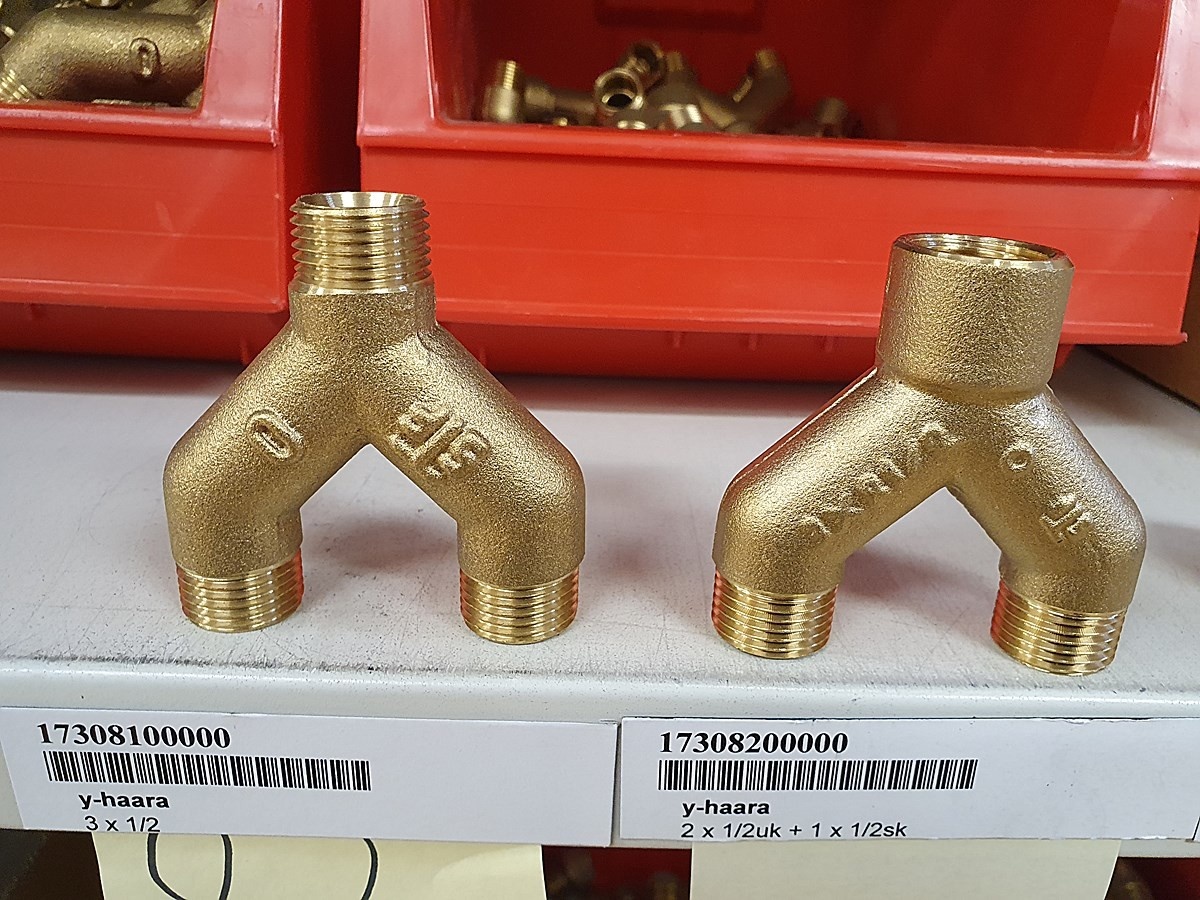 17308100000
y-haara
3 x 1/2
17308200000
y-haara
2 x 1/2uk + 1 x 1/2sk